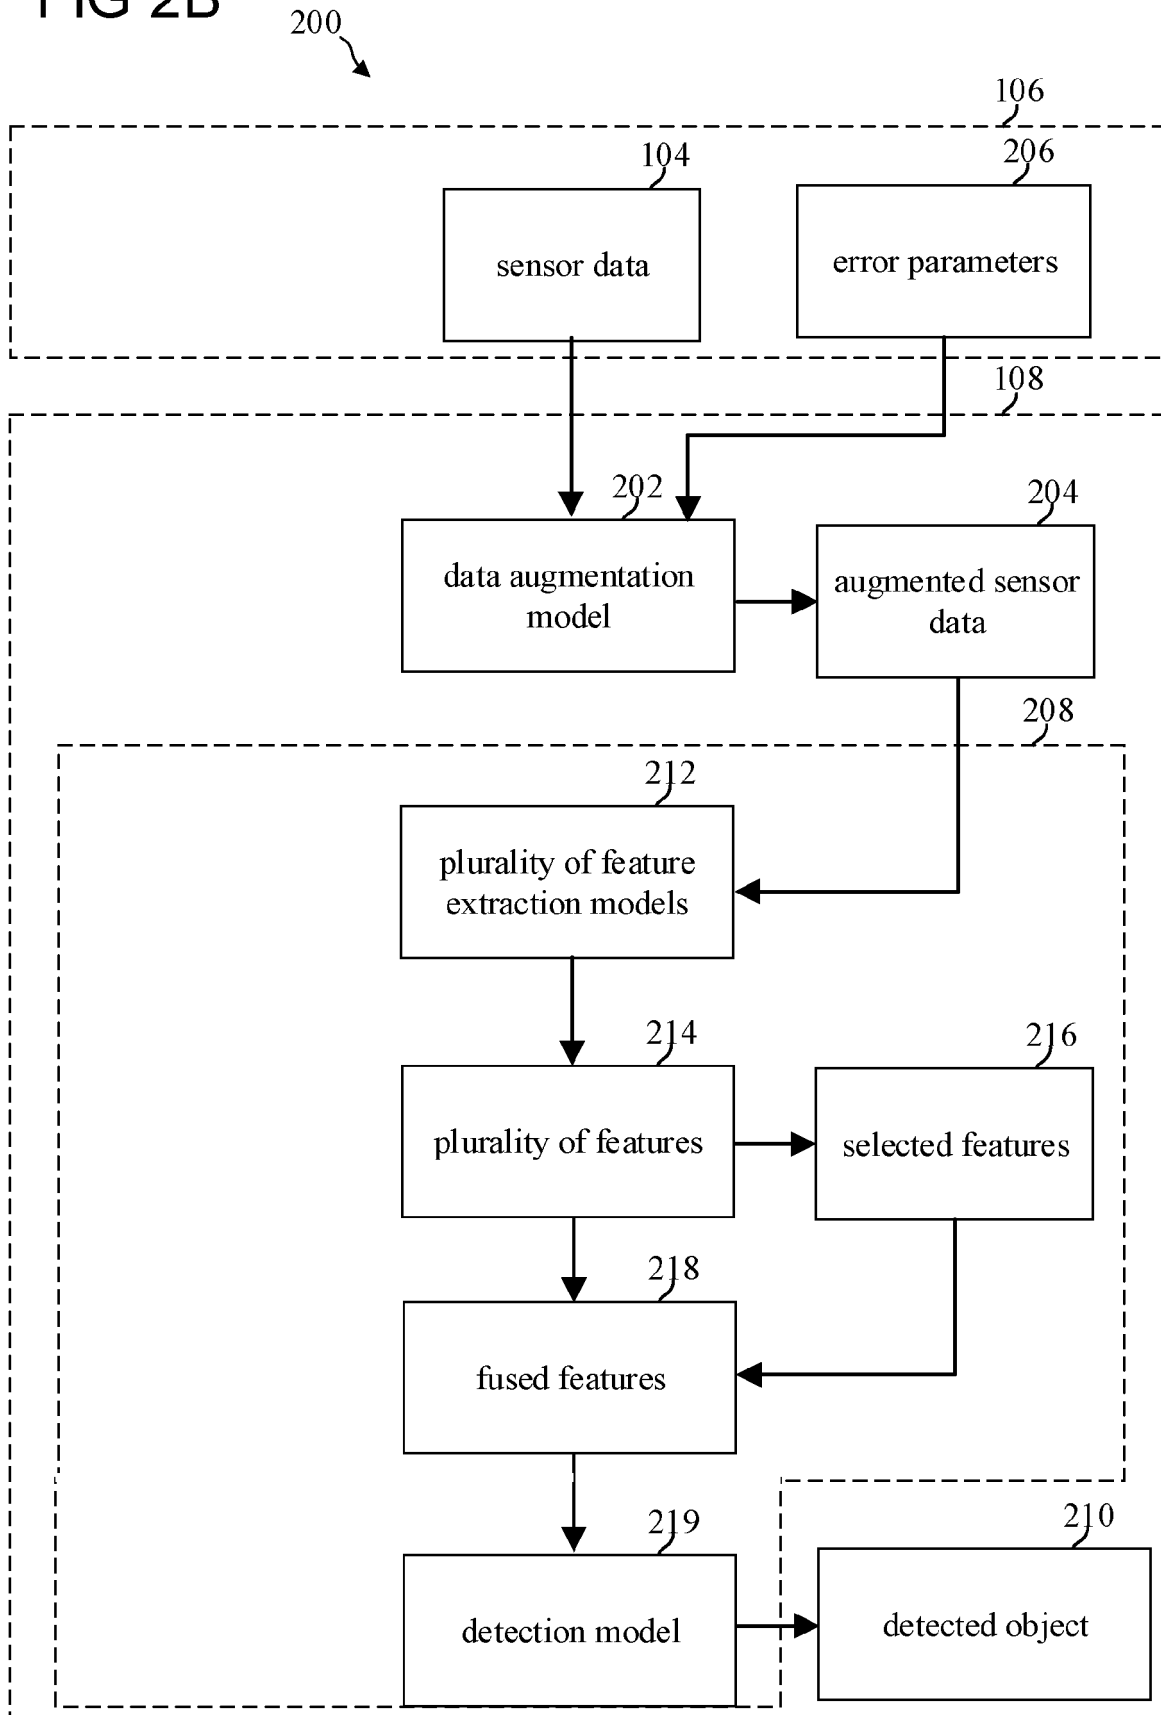 FIG 2B
200
106
104
206
sensor data
error parameters
108
202
204
data augmentation
model
augmented sensor
data
208
212
plurality of feature
extraction models
214
216
plurality of features
selected features
218
fused features
219
210
detection model
detected object